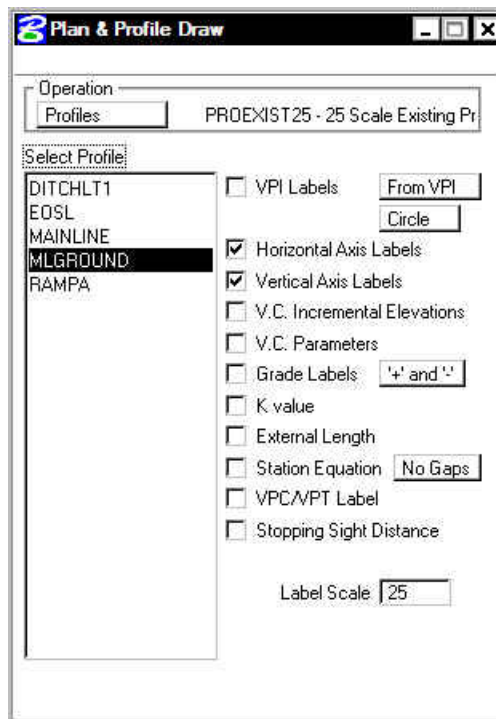 Plan & Profile Draw
Operation
Profiles PROEXIST25 - 25 Scale Existing Pr
Select Profile
DITCHLT1
EOSL
MAINLINE
MLGROUND
RAMPA
VPI Labels From VPI
Circle
Horizontal Axis Labels
Vertical Axis Labels
V.C. Incremental Elevations
V.C. Parameters
Grade Labels '+' and '-'
K value
External Length
Station Equation No Gaps
VPC/VPT Label
Stopping Sight Distance
Label Scale 25